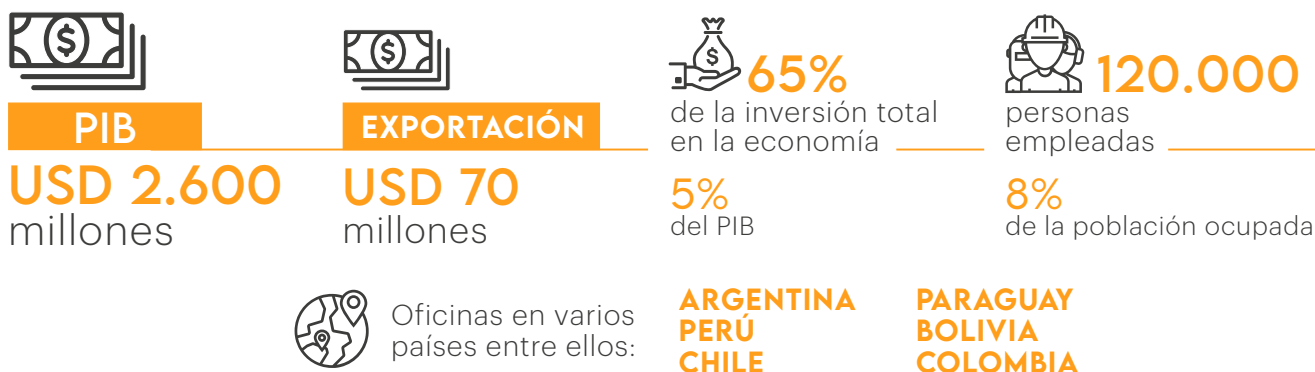 PIB
USD 2.600
millones
EXPORTACIÓN
USD 70
millones
65%
de la inversión total
en la economía
5%
del PIB
120.000
personas
empleadas
8%
de la población ocupada
Oficinas en varios
países entre ellos:
ARGENTINA
PERÚ
CHILE
PARAGUAY
BOLIVIA
COLOMBIA